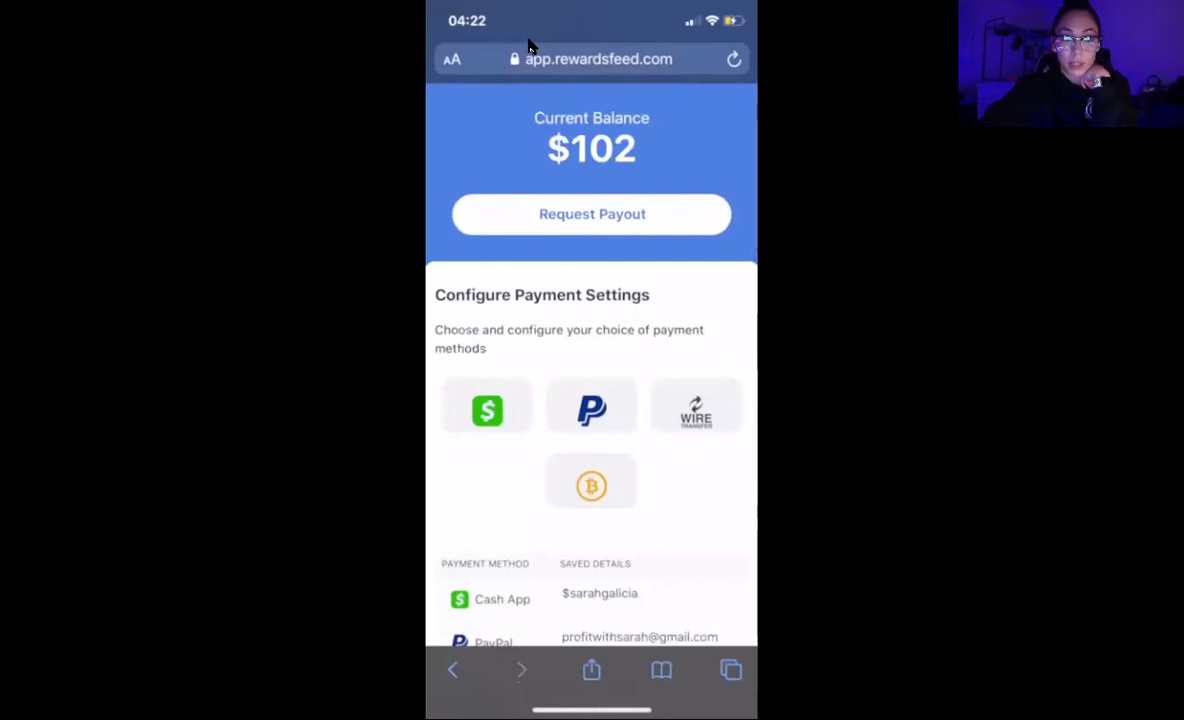 04:22
AA
app.rewardsfeed.com
Current Balance
$102
Request Payout
Configure Payment Settings
Choose and configure your choice of payment
methods
WIRE
TRANSFER
PAYMENT METHOD SAVED DETAILS
Cash App $sarahgalicia
PayPal profitwithsarah@gmail.com